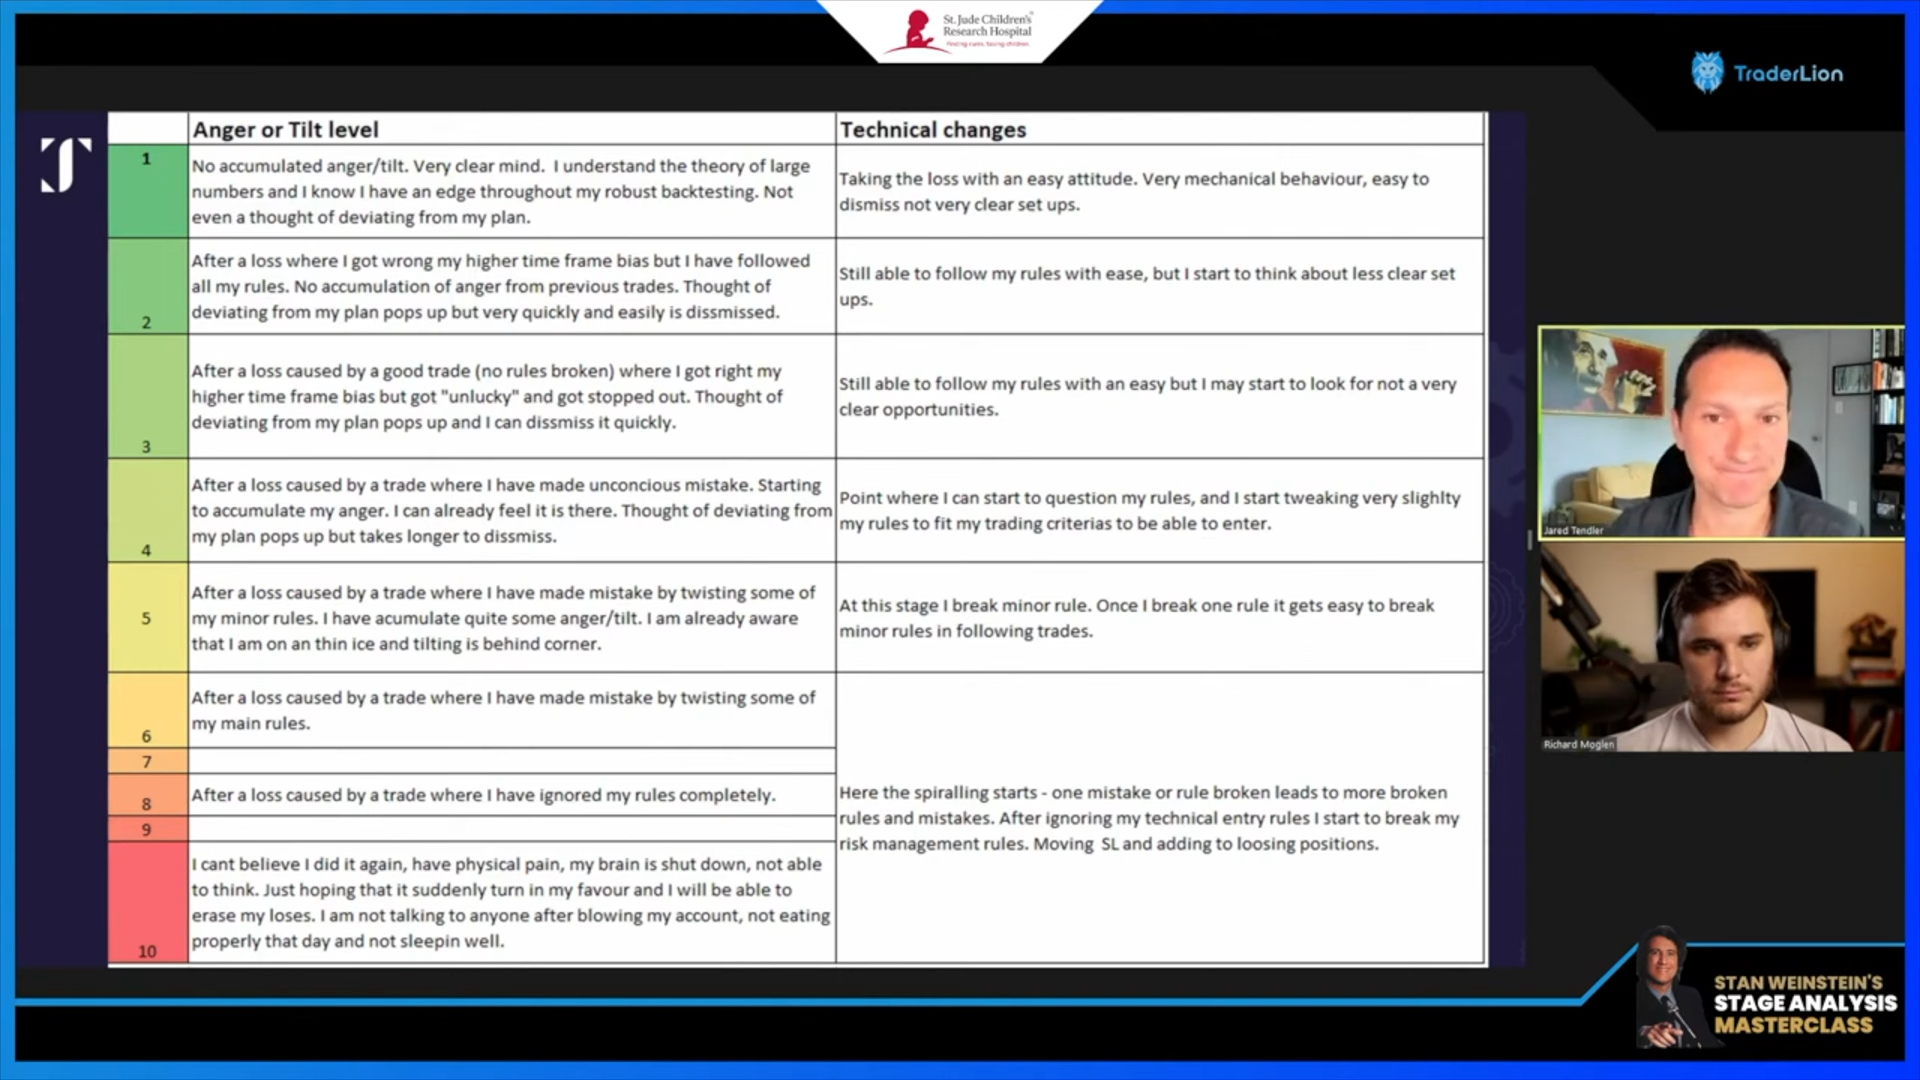 St. Jude Children's
Research Hospital
Finding cures. Saving children.
TraderLion
Anger or Tilt level
Technical changes
1
No accumulated anger/tilt. Very clear mind.  I understand the theory of large
numbers and I know I have an edge throughout my robust backtesting. Not
even a thought of deviating from my plan.
Taking the loss with an easy attitude. Very mechanical behaviour, easy to
dismiss not very clear set ups.
2
After a loss where I got wrong my higher time frame bias but I have followed
all my rules. No accumulation of anger from previous trades. Thought of
deviating from my plan pops up but very quickly and easily is dissmissed.
Still able to follow my rules with ease, but I start to think about less clear set
ups.
3
After a loss caused by a good trade (no rules broken) where I got right my
higher time frame bias but got "unlucky" and got stopped out. Thought of
deviating from my plan pops up and I can dissmiss it quickly.
Still able to follow my rules with an easy but I may start to look for not a very
clear opportunities.
4
After a loss caused by a trade where I have made unconcious mistake. Starting
to accumulate my anger. I can already feel it is there. Thought of deviating from
my plan pops up but takes longer to dissmiss.
Point where I can start to question my rules, and I start tweaking very slighlty
my rules to fit my trading criterias to be able to enter.
5
After a loss caused by a trade where I have made mistake by twisting some of
my minor rules. I have acumulate quite some anger/tilt. I am already aware
that I am on an thin ice and tilting is behind corner.
At this stage I break minor rule. Once I break one rule it gets easy to break
minor rules in following trades.
6
After a loss caused by a trade where I have made mistake by twisting some of
my main rules.
7
8
After a loss caused by a trade where I have ignored my rules completely.
9
10
I cant believe I did it again, have physical pain, my brain is shut down, not able
to think. Just hoping that it suddenly turn in my favour and I will be able to
erase my loses. I am not talking to anyone after blowing my account, not eating
properly that day and not sleepin well.
Here the spiralling starts - one mistake or rule broken leads to more broken
rules and mistakes. After ignoring my technical entry rules I start to break my
risk management rules. Moving  SL and adding to loosing positions.
Jared Tendler
Richard Moglen
STAN WEINSTEIN'S
STAGE ANALYSIS
MASTERCLASS